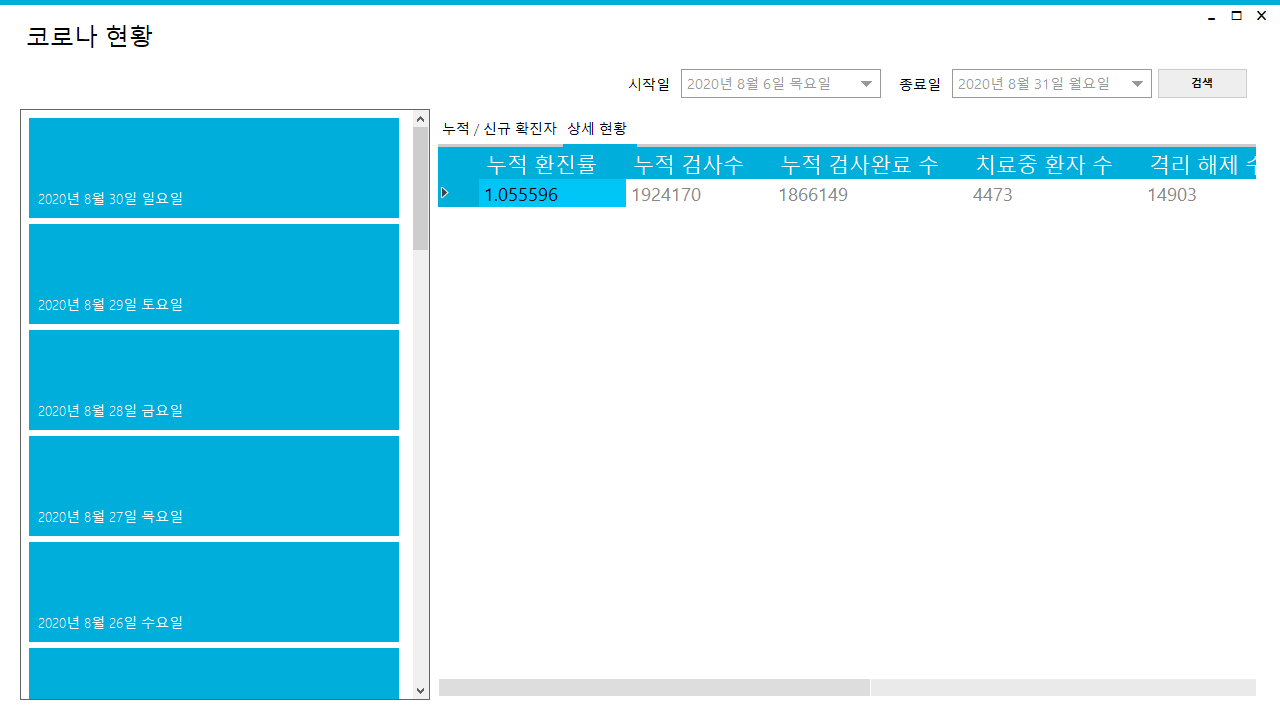 코로나 현황
시작일 2020년 8월 6일 목요일 종료일 2020년 8월 31일 월요일 검색
누적 / 신규 확진자 상세 현황
누적 환진률 누적 검사수 누적 검사완료 수 치료중 환자 수 격리 해제 수
1.055596 1924170 1866149 4473 14903
2020년 8월 30일 일요일
2020년 8월 29일 토요일
2020년 8월 28일 금요일
2020년 8월 27일 목요일
2020년 8월 26일 수요일